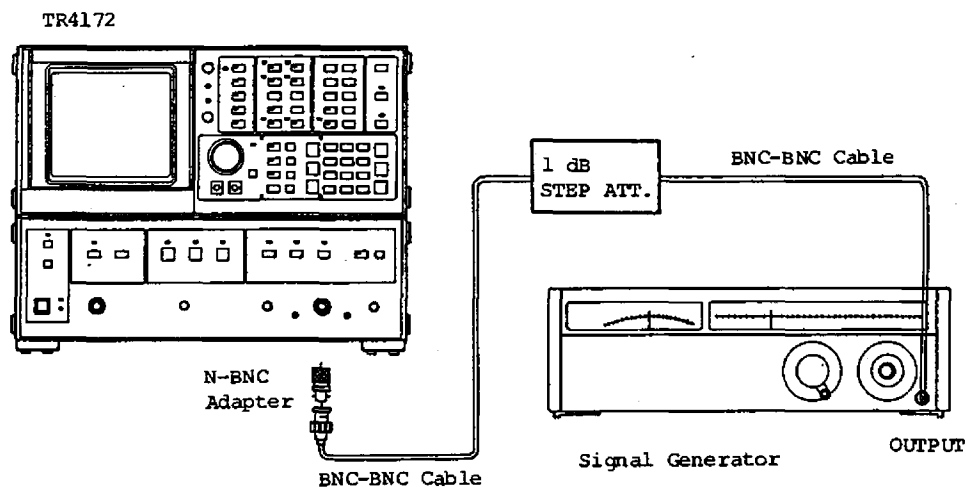 TR4172
1 dB
STEP ATT.
BNC-BNC Cable
N-BNC
Adapter
BNC-BNC Cable
Signal Generator
OUTPUT